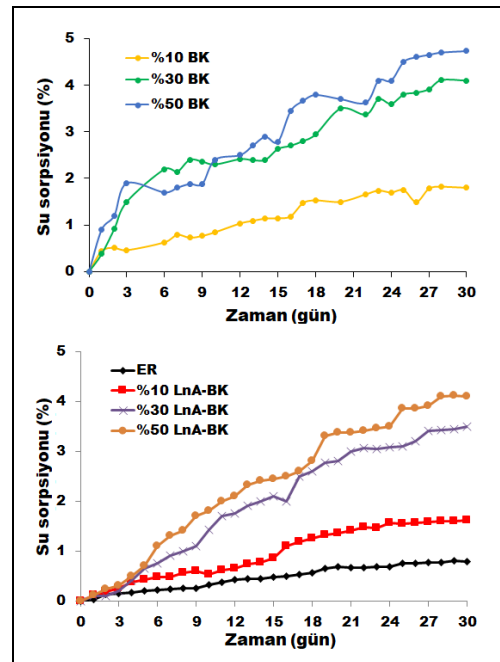 5
4
3
2
1
0
Su sorpsiyonu (%)
%10 BK
%30 BK
%50 BK
0 3 6 9 12 15 18 21 24 27 30
Zaman (gün)
5
4
3
2
1
0
Su sorpsiyonu (%)
ER
%10 LnA-BK
%30 LnA-BK
%50 LnA-BK
0 3 6 9 12 15 18 21 24 27 30
Zaman (gün)